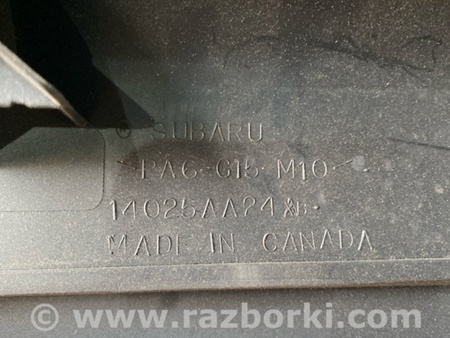 © SUBARU
>PA6-G15·M10<
14025AA24
MADE IN CANADA
© www.razborki.com